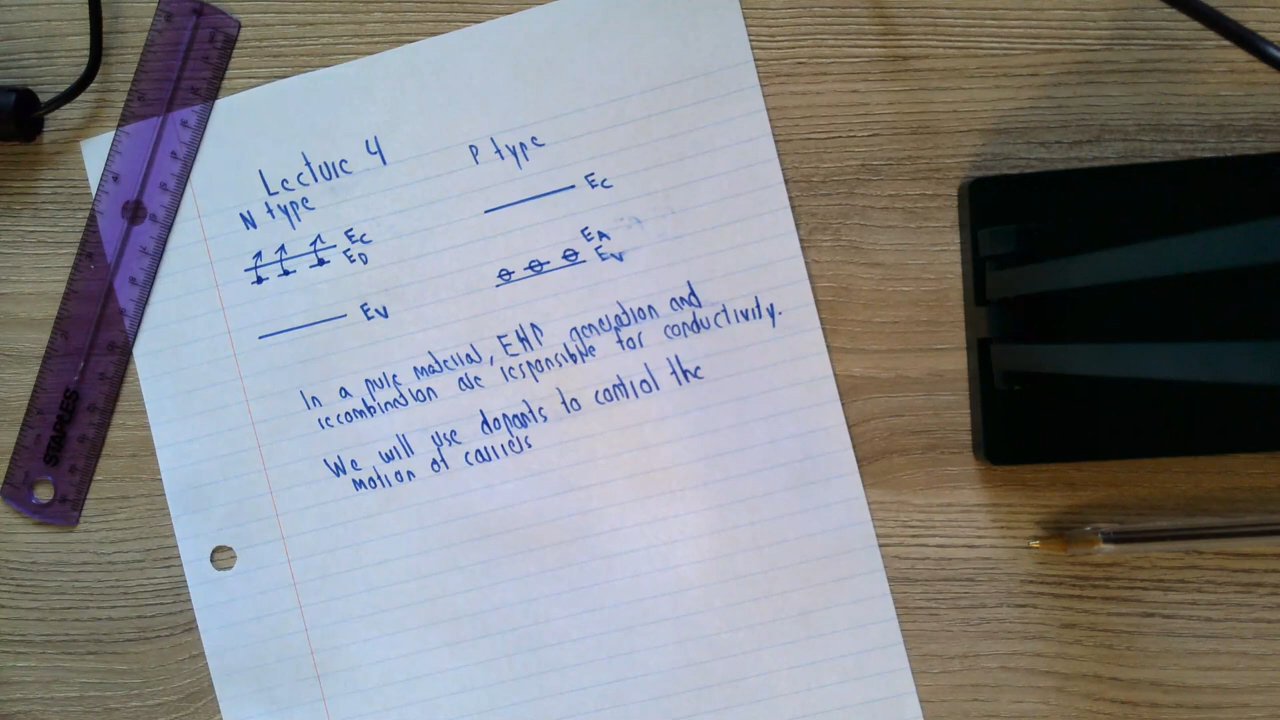 Lecture 4
N type
P type
Ec
ED
Ev
Ec
EA
Ev
In a pure material, EHP generation and
recombination are responsible for conductivity.
We will use dopants to control the
motion of carriers
STAPLES